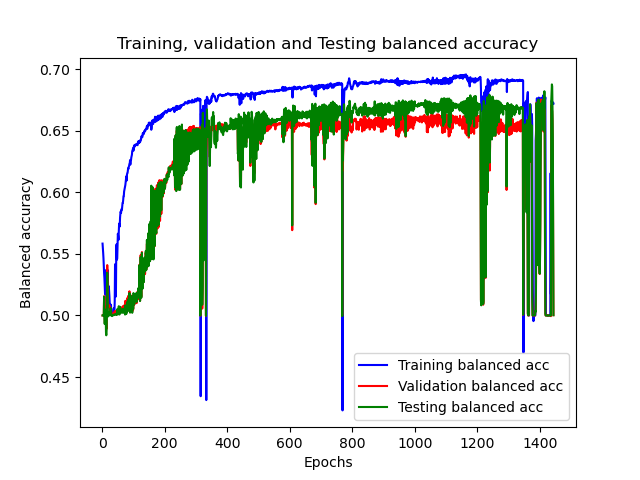 Training, validation and Testing balanced accuracy
0.70
0.65
0.60
0.55
0.50
0.45
Balanced accuracy
0 200 400 600 800 1000 1200 1400
Epochs
Training balanced acc
Validation balanced acc
Testing balanced acc